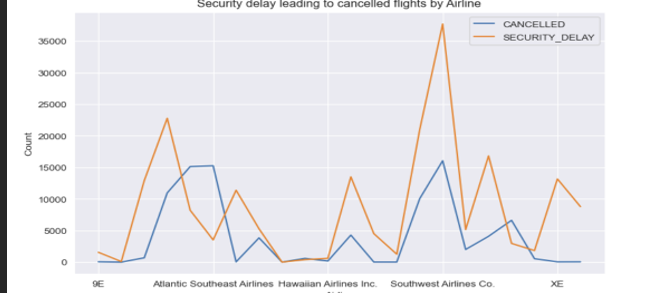 Security delay leading to cancelled flights by Airline
CANCELLED
SECURITY_DELAY
35000
30000
25000
20000
15000
10000
5000
0
Count
9E Atlantic Southeast Airlines Hawaiian Airlines Inc. Southwest Airlines Co. XE